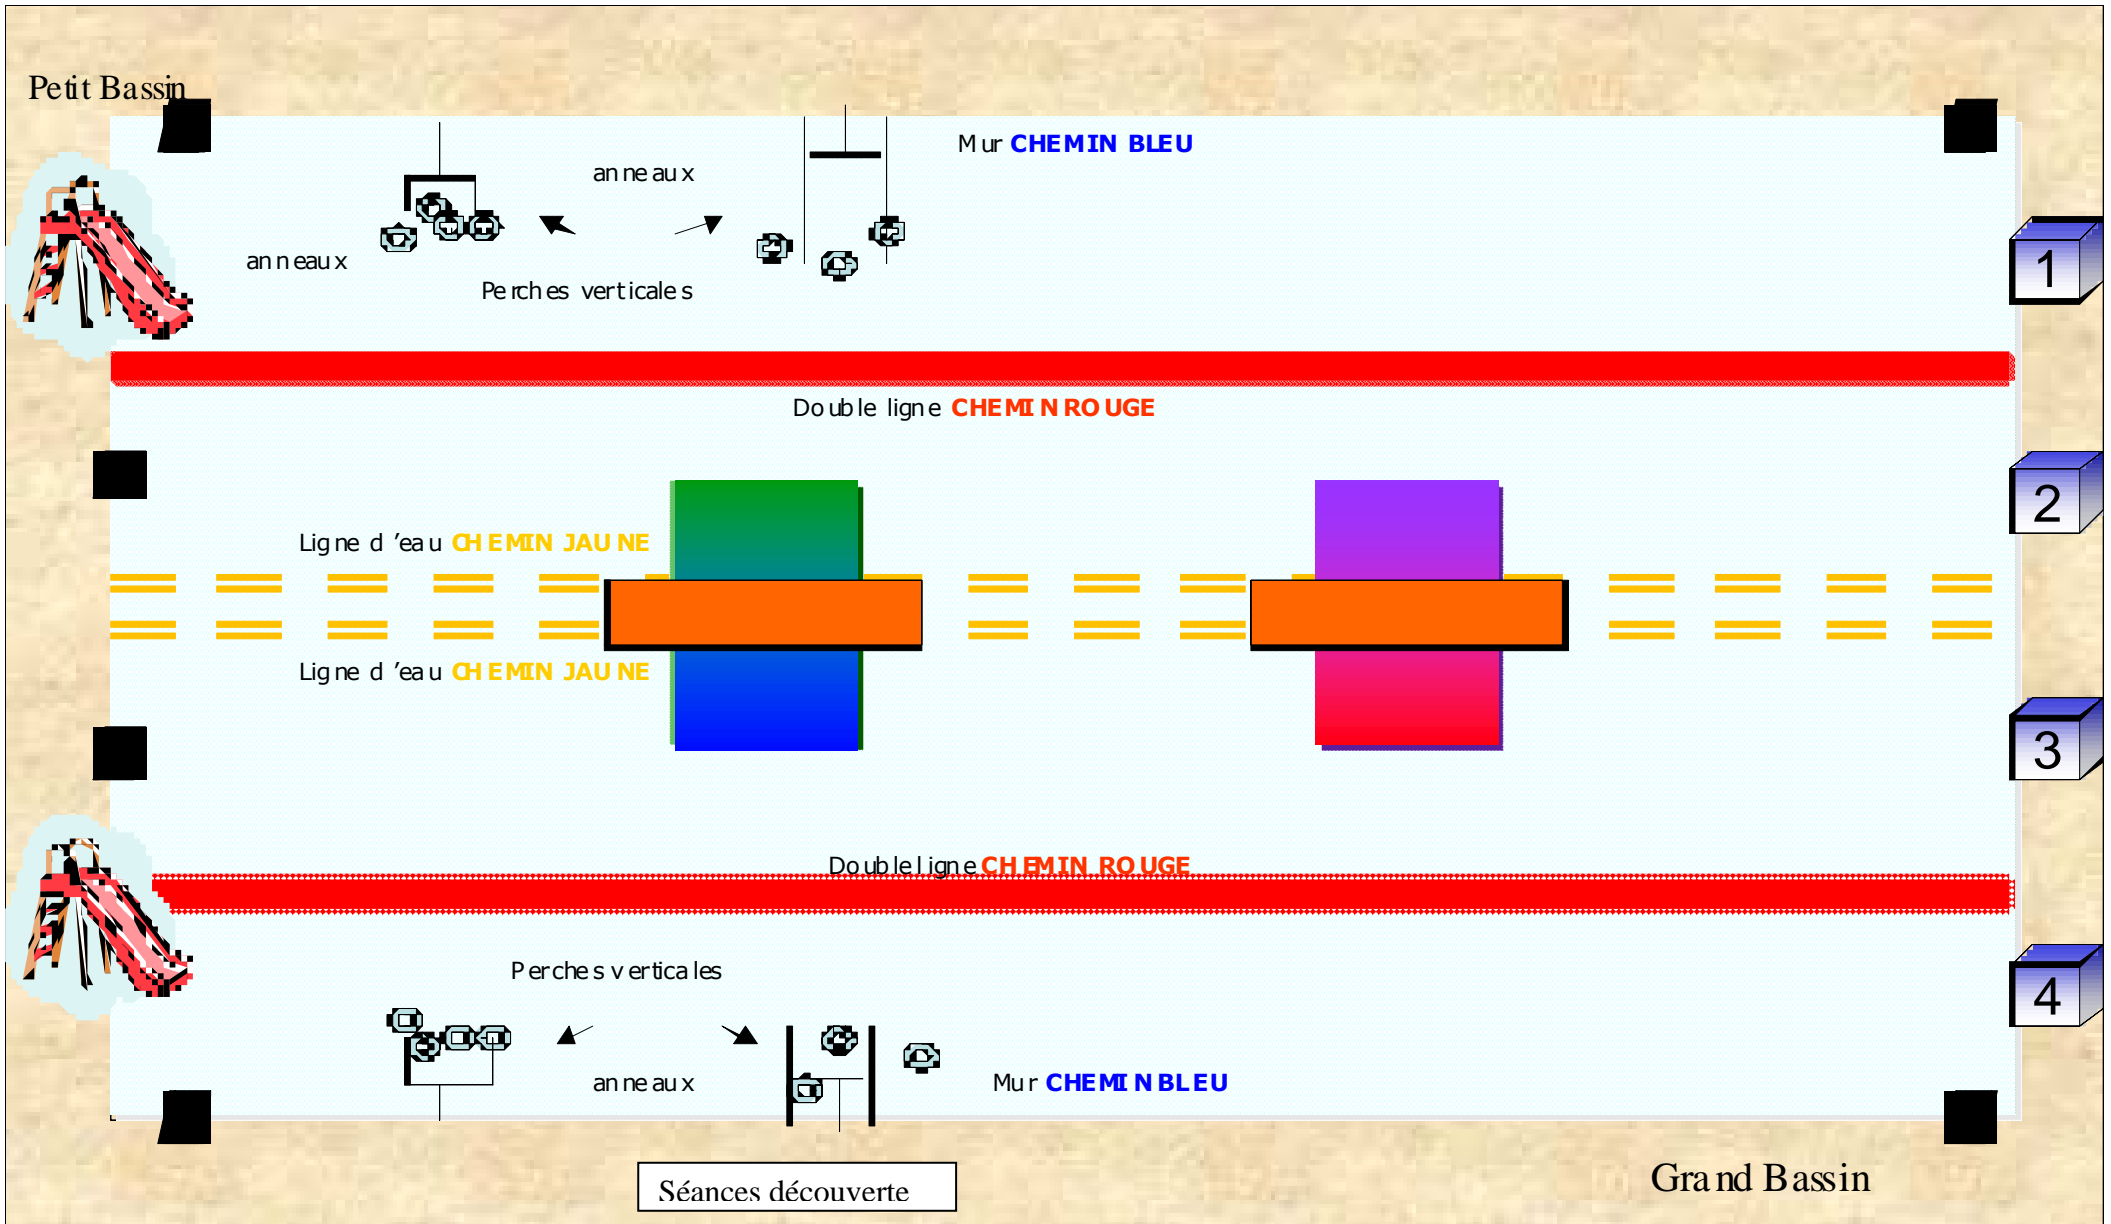 Petit Bassin
Mur CHEMIN BLEU
anneaux
anneaux
Perches verticales
1
Double ligne CHEMIN ROUGE
2
Ligne d'eau CHEMIN JAUNE
Ligne d'eau CHEMIN JAUNE
3
Double ligne CHEMIN ROUGE
Perches verticales
4
anneaux
Mur CHEMIN BLEU
Grand Bassin
Séances découverte